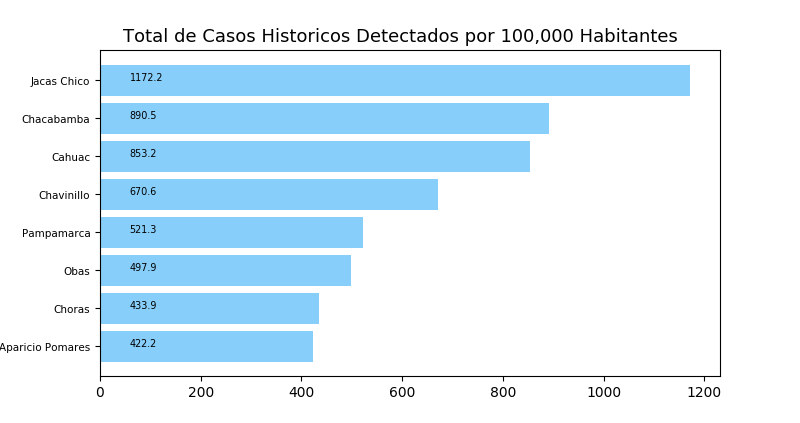 Total de Casos Historicos Detectados por 100,000 Habitantes
Jacas Chico 1172.2
Chacabamba 890.5
Cahuac 853.2
Chavinillo 670.6
Pampamarca 521.3
Obas 497.9
Choras 433.9
Aparicio Pomares 422.2
0 200 400 600 800 1000 1200